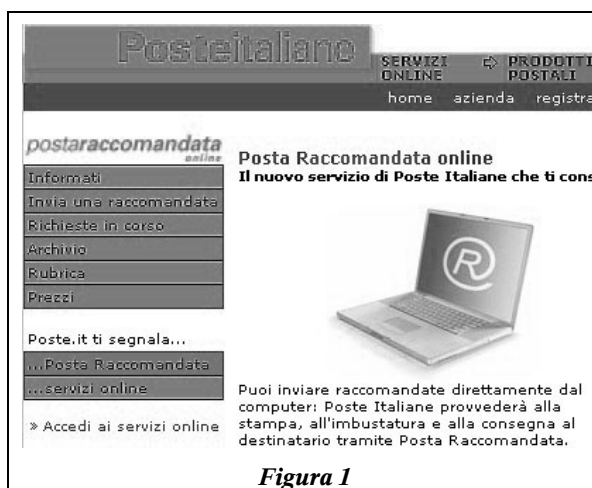 Posteitaliano
SERVIZI ONLINE
PRODOTTI POSTALI
home azienda registra
postaraccomandata
online
Informati
Invia una raccomandata
Richieste in corso
Archivio
Rubrica
Prezzi
Poste.it ti segnala...
...Posta Raccomandata
...servizi online
» Accedi ai servizi online
Posta Raccomandata online
Il nuovo servizio di Poste Italiane che ti cons
R
Puoi inviare raccomandate direttamente dal
computer: Poste Italiane provvederà alla
stampa, all'imbustatura e alla consegna al
destinatario tramite Posta Raccomandata.
Figura 1